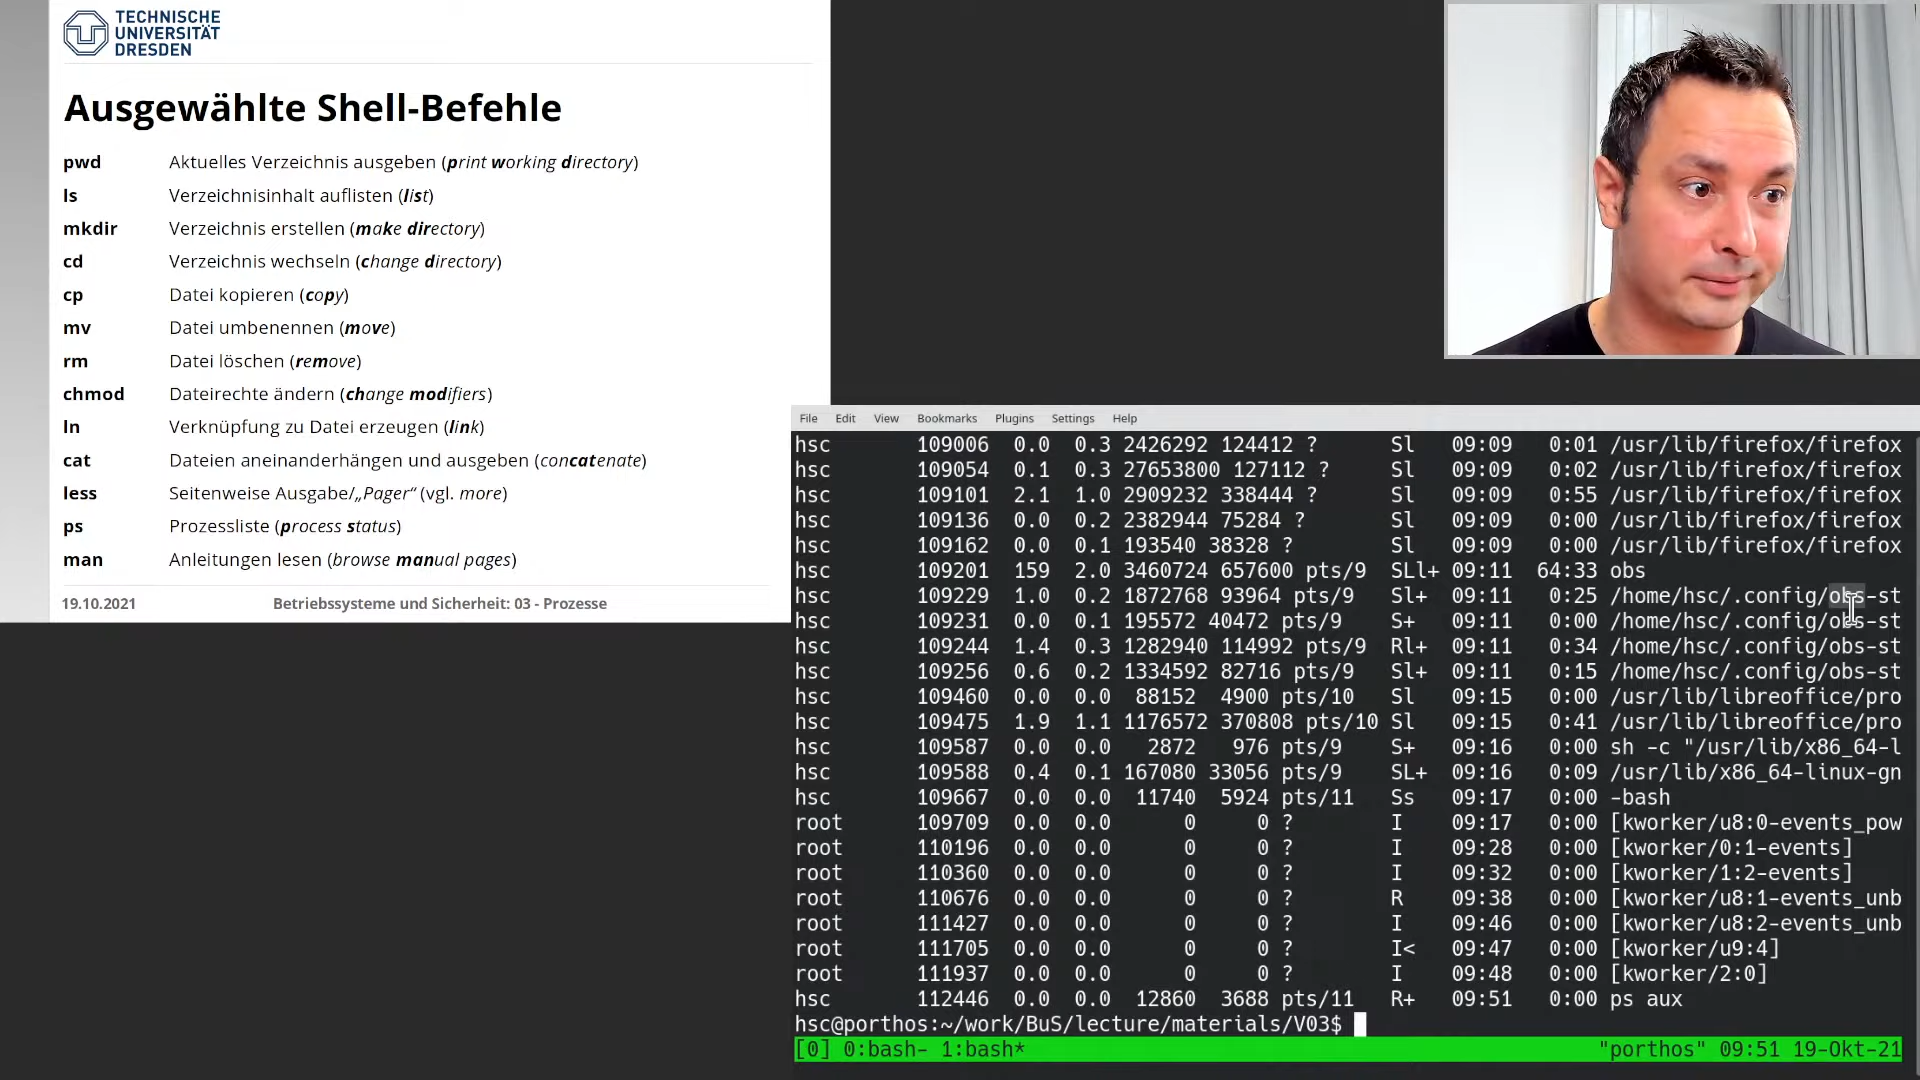 TECHNISCHE
UNIVERSITÄT
DRESDEN
Ausgewählte Shell-Befehle
pwd Aktuelles Verzeichnis ausgeben (print working directory)
ls Verzeichnisinhalt auflisten (list)
mkdir Verzeichnis erstellen (make directory)
cd Verzeichnis wechseln (change directory)
cp Datei kopieren (copy)
mv Datei umbenennen (move)
rm Datei löschen (remove)
chmod Dateirechte ändern (change modifiers)
ln Verknüpfung zu Datei erzeugen (link)
cat Dateien aneinanderhängen und ausgeben (concatenate)
less Seitenweise Ausgabe/„Pager“ (vgl. more)
ps Prozessliste (process status)
man Anleitungen lesen (browse manual pages)
19.10.2021 Betriebssysteme und Sicherheit: 03 - Prozesse
File Edit View Bookmarks Plugins Settings Help
hsc 109006 0.0 0.3 2426292 124412 ? Sl 09:09 0:01 /usr/lib/firefox/firefox
hsc 109054 0.1 0.3 27653800 127112 ? Sl 09:09 0:02 /usr/lib/firefox/firefox
hsc 109101 2.1 1.0 2909232 338444 ? Sl 09:09 0:55 /usr/lib/firefox/firefox
hsc 109136 0.0 0.2 2382944 75284 ? Sl 09:09 0:00 /usr/lib/firefox/firefox
hsc 109162 0.0 0.1 193540 38328 ? Sl 09:09 0:00 /usr/lib/firefox/firefox
hsc 109201 159 2.0 3460724 657600 pts/9 SLl+ 09:11 64:33 obs
hsc 109229 1.0 0.2 1872768 93964 pts/9 Sl+ 09:11 0:25 /home/hsc/.config/obs-st
hsc 109231 0.0 0.1 195572 40472 pts/9 S+ 09:11 0:00 /home/hsc/.config/obs-st
hsc 109244 1.4 0.3 1282940 114992 pts/9 Rl+ 09:11 0:34 /home/hsc/.config/obs-st
hsc 109256 0.6 0.2 1334592 82716 pts/9 Sl+ 09:11 0:15 /home/hsc/.config/obs-st
hsc 109460 0.0 0.0 88152 4900 pts/10 Sl 09:15 0:00 /usr/lib/libreoffice/pro
hsc 109475 1.9 1.1 1176572 370808 pts/10 Sl 09:15 0:41 /usr/lib/libreoffice/pro
hsc 109587 0.0 0.0 2872 976 pts/9 S+ 09:16 0:00 sh -c "/usr/lib/x86_64-l
hsc 109588 0.4 0.1 167080 33056 pts/9 SL+ 09:16 0:09 /usr/lib/x86_64-linux-gn
hsc 109667 0.0 0.0 11740 5924 pts/11 Ss 09:17 0:00 -bash
root 109709 0.0 0.0 0 0 ? I 09:17 0:00 [kworker/u8:0-events_pow
root 110196 0.0 0.0 0 0 ? I 09:28 0:00 [kworker/0:1-events]
root 110360 0.0 0.0 0 0 ? I 09:32 0:00 [kworker/1:2-events]
root 110676 0.0 0.0 0 0 ? R 09:38 0:00 [kworker/u8:1-events_unb
root 111427 0.0 0.0 0 0 ? I 09:46 0:00 [kworker/u8:2-events_unb
root 111705 0.0 0.0 0 0 ? I< 09:47 0:00 [kworker/u9:4]
root 111937 0.0 0.0 0 0 ? I 09:48 0:00 [kworker/2:0]
hsc 112446 0.0 0.0 12860 3688 pts/11 R+ 09:51 0:00 ps aux
hsc@porthos:~/work/BuS/lecture/materials/V03$
[0] 0:bash- 1:bash* "porthos" 09:51 19-Okt-21